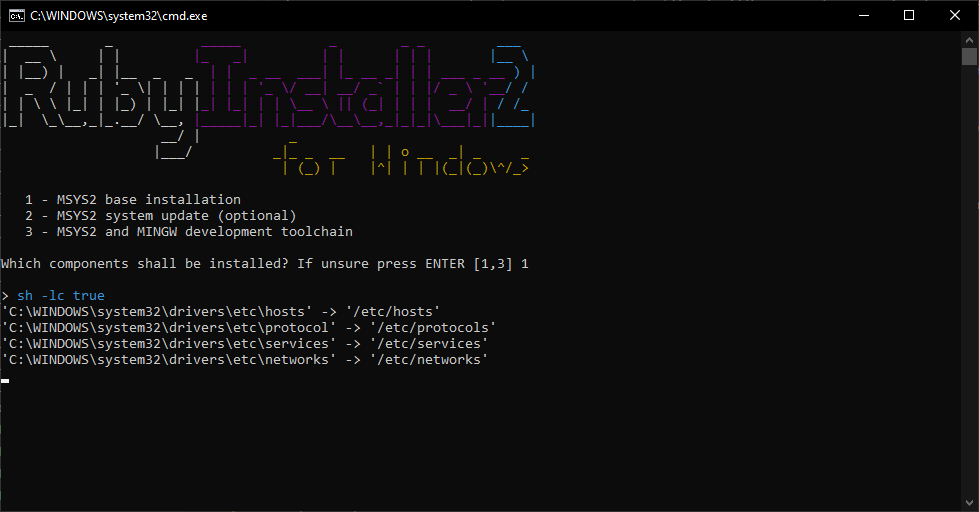 C:\WINDOWS\system32\cmd.exe
RubyInstaller2
for Windows
1 - MSYS2 base installation
2 - MSYS2 system update (optional)
3 - MSYS2 and MINGW development toolchain
Which components shall be installed? If unsure press ENTER [1,3] 1
> sh -lc true
'C:\WINDOWS\system32\drivers\etc\hosts' -> '/etc/hosts'
'C:\WINDOWS\system32\drivers\etc\protocol' -> '/etc/protocols'
'C:\WINDOWS\system32\drivers\etc\services' -> '/etc/services'
'C:\WINDOWS\system32\drivers\etc\networks' -> '/etc/networks'